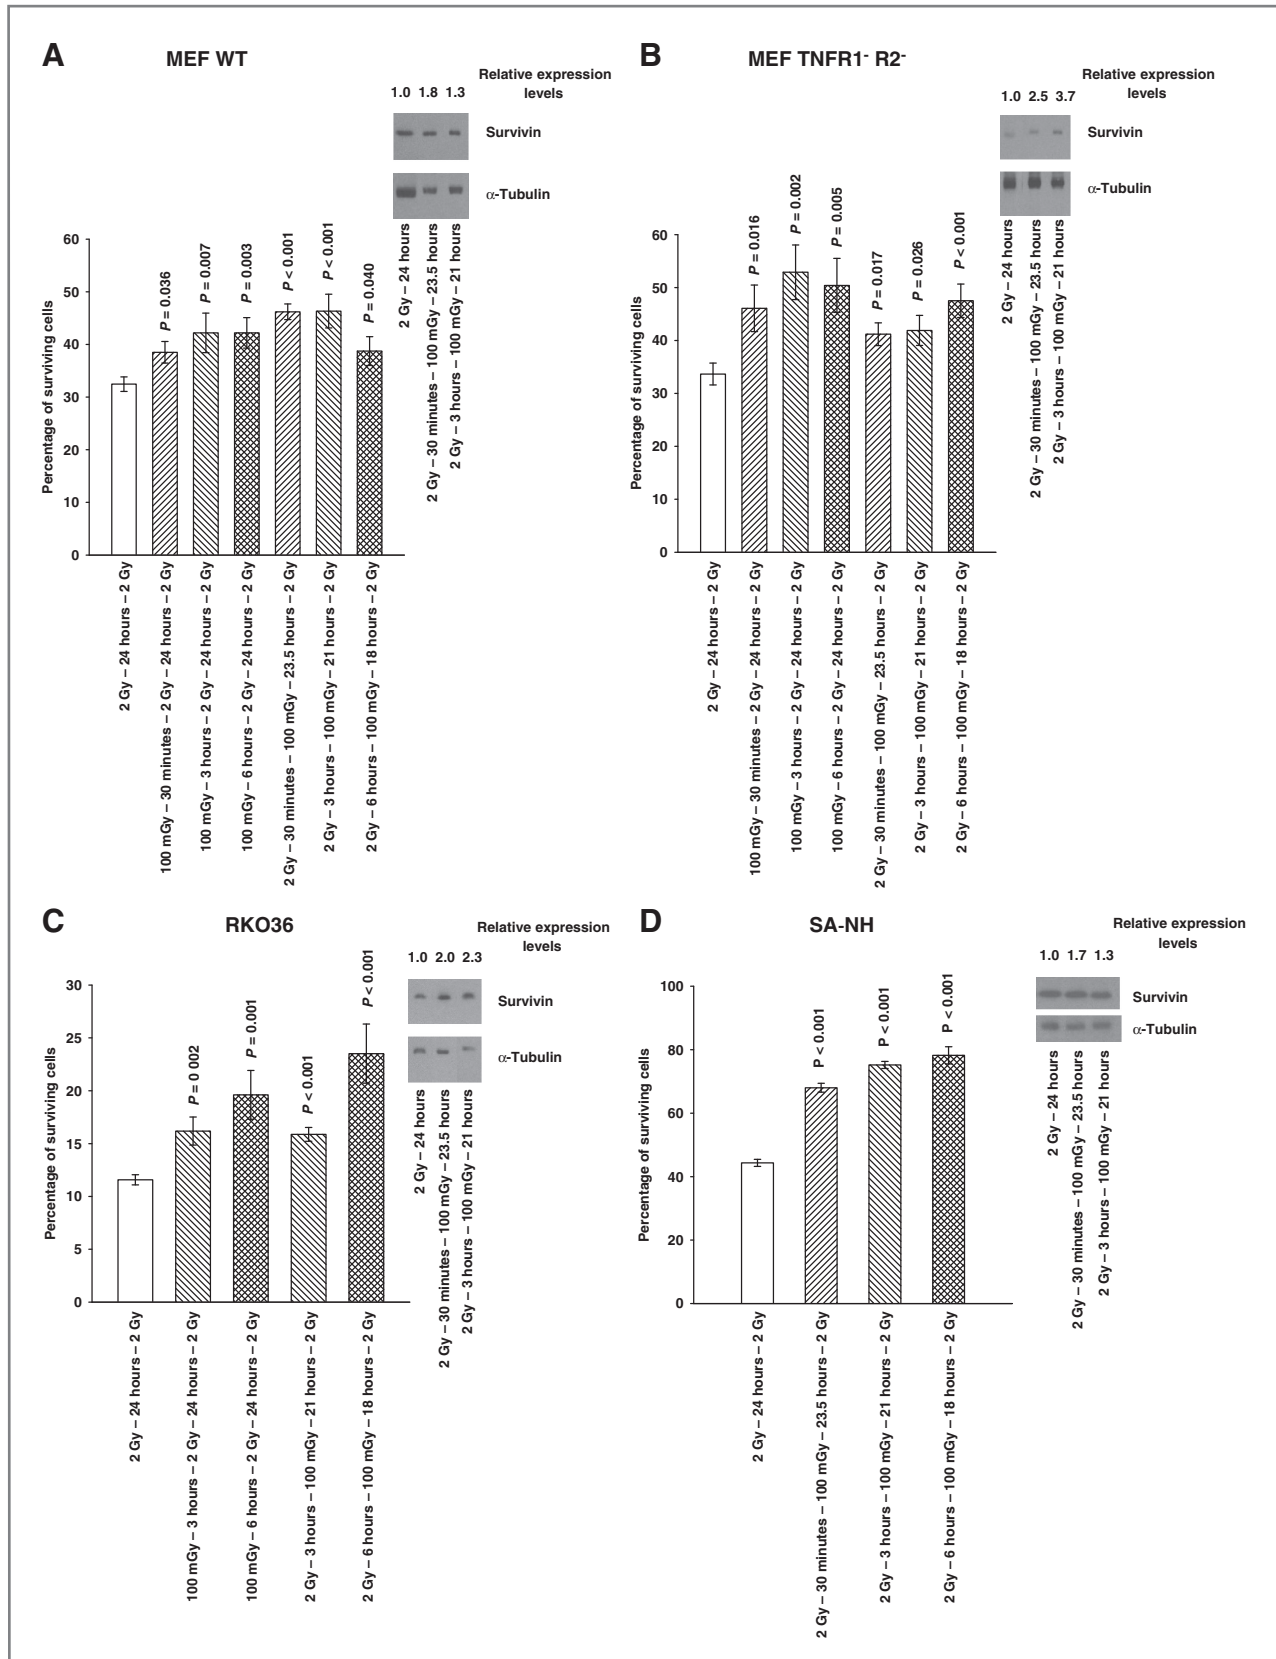 A
MEF WT
Relative expression
levels
1.0 1.8 1.3
Survivin
α-Tubulin
2 Gy – 24 hours
2 Gy – 30 minutes – 100 mGy – 23.5 hours
2 Gy – 3 hours – 100 mGy – 21 hours
Percentage of surviving cells
60
50
40
30
20
10
0
P = 0.036
P = 0.007
P = 0.003
P < 0.001
P < 0.001
P = 0.040
2 Gy – 24 hours – 2 Gy
100 mGy – 30 minutes – 2 Gy – 24 hours – 2 Gy
100 mGy – 3 hours – 2 Gy – 24 hours – 2 Gy
100 mGy – 6 hours – 2 Gy – 24 hours – 2 Gy
2 Gy – 30 minutes – 100 mGy – 23.5 hours – 2 Gy
2 Gy – 3 hours – 100 mGy – 21 hours – 2 Gy
2 Gy – 6 hours – 100 mGy – 18 hours – 2 Gy
B
MEF TNFR1⁻ R2⁻
Relative expression
levels
1.0 2.5 3.7
Survivin
α-Tubulin
2 Gy – 24 hours
2 Gy – 30 minutes – 100 mGy – 23.5 hours
2 Gy – 3 hours – 100 mGy – 21 hours
Percentage of surviving cells
60
50
40
30
20
10
0
P = 0.016
P = 0.002
P = 0.005
P = 0.017
P = 0.026
P < 0.001
2 Gy – 24 hours – 2 Gy
100 mGy – 30 minutes – 2 Gy – 24 hours – 2 Gy
100 mGy – 3 hours – 2 Gy – 24 hours – 2 Gy
100 mGy – 6 hours – 2 Gy – 24 hours – 2 Gy
2 Gy – 30 minutes – 100 mGy – 23.5 hours – 2 Gy
2 Gy – 3 hours – 100 mGy – 21 hours – 2 Gy
2 Gy – 6 hours – 100 mGy – 18 hours – 2 Gy
C
RKO36
Relative expression
levels
1.0 2.0 2.3
Survivin
α-Tubulin
2 Gy – 24 hours
2 Gy – 30 minutes – 100 mGy – 23.5 hours
2 Gy – 3 hours – 100 mGy – 21 hours
Percentage of surviving cells
30
25
20
15
10
5
0
P = 0 002
P = 0.001
P < 0.001
P < 0.001
2 Gy – 24 hours – 2 Gy
100 mGy – 3 hours – 2 Gy – 24 hours – 2 Gy
100 mGy – 6 hours – 2 Gy – 24 hours – 2 Gy
2 Gy – 3 hours – 100 mGy – 21 hours – 2 Gy
2 Gy – 6 hours – 100 mGy – 18 hours – 2 Gy
D
SA-NH
Relative expression
levels
1.0 1.7 1.3
Survivin
α-Tubulin
2 Gy – 24 hours
2 Gy – 30 minutes – 100 mGy – 23.5 hours
2 Gy – 3 hours – 100 mGy – 21 hours
Percentage of surviving cells
100
80
60
40
20
0
P < 0.001
P < 0.001
P < 0.001
2 Gy – 24 hours – 2 Gy
2 Gy – 30 minutes – 100 mGy – 23.5 hours – 2 Gy
2 Gy – 3 hours – 100 mGy – 21 hours – 2 Gy
2 Gy – 6 hours – 100 mGy – 18 hours – 2 Gy